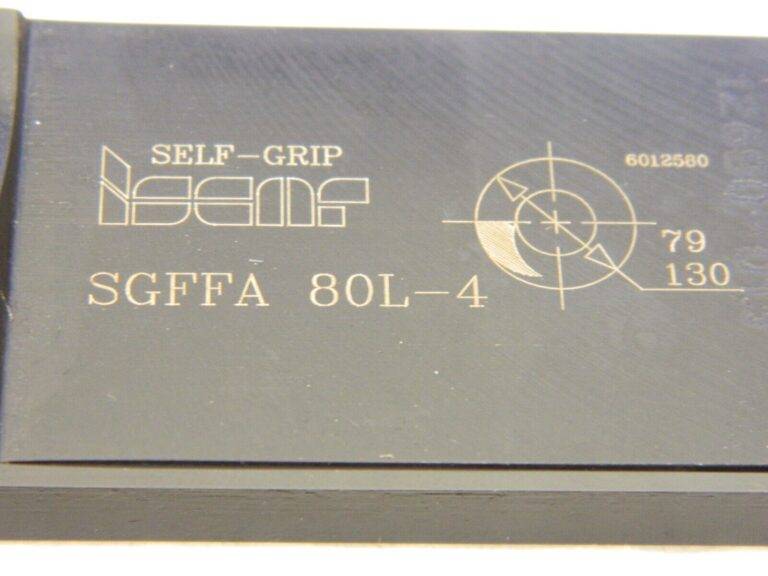 SELF-GRIP
iscar
6012580
SGFFA 80L-4
79
130